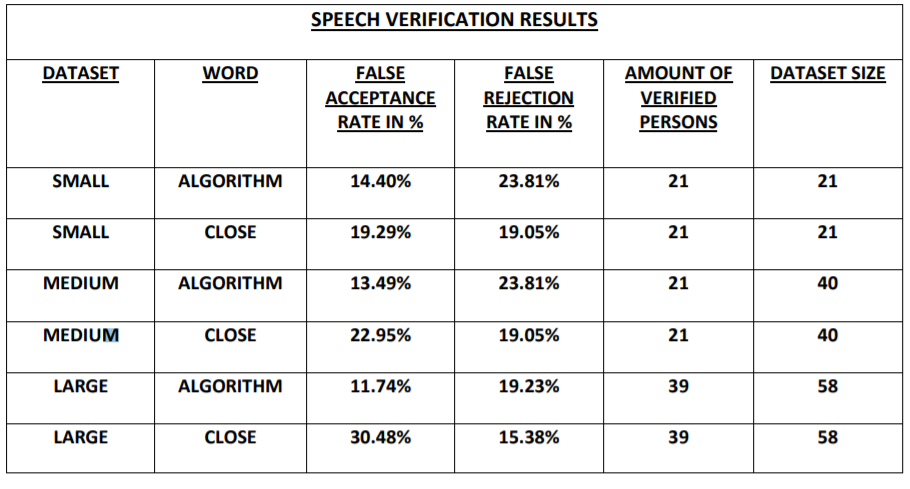 SPEECH VERIFICATION RESULTS
DATASET WORD FALSE ACCEPTANCE RATE IN % FALSE REJECTION RATE IN % AMOUNT OF VERIFIED PERSONS DATASET SIZE
SMALL ALGORITHM 14.40% 23.81% 21 21
SMALL CLOSE 19.29% 19.05% 21 21
MEDIUM ALGORITHM 13.49% 23.81% 21 40
MEDIUM CLOSE 22.95% 19.05% 21 40
LARGE ALGORITHM 11.74% 19.23% 39 58
LARGE CLOSE 30.48% 15.38% 39 58